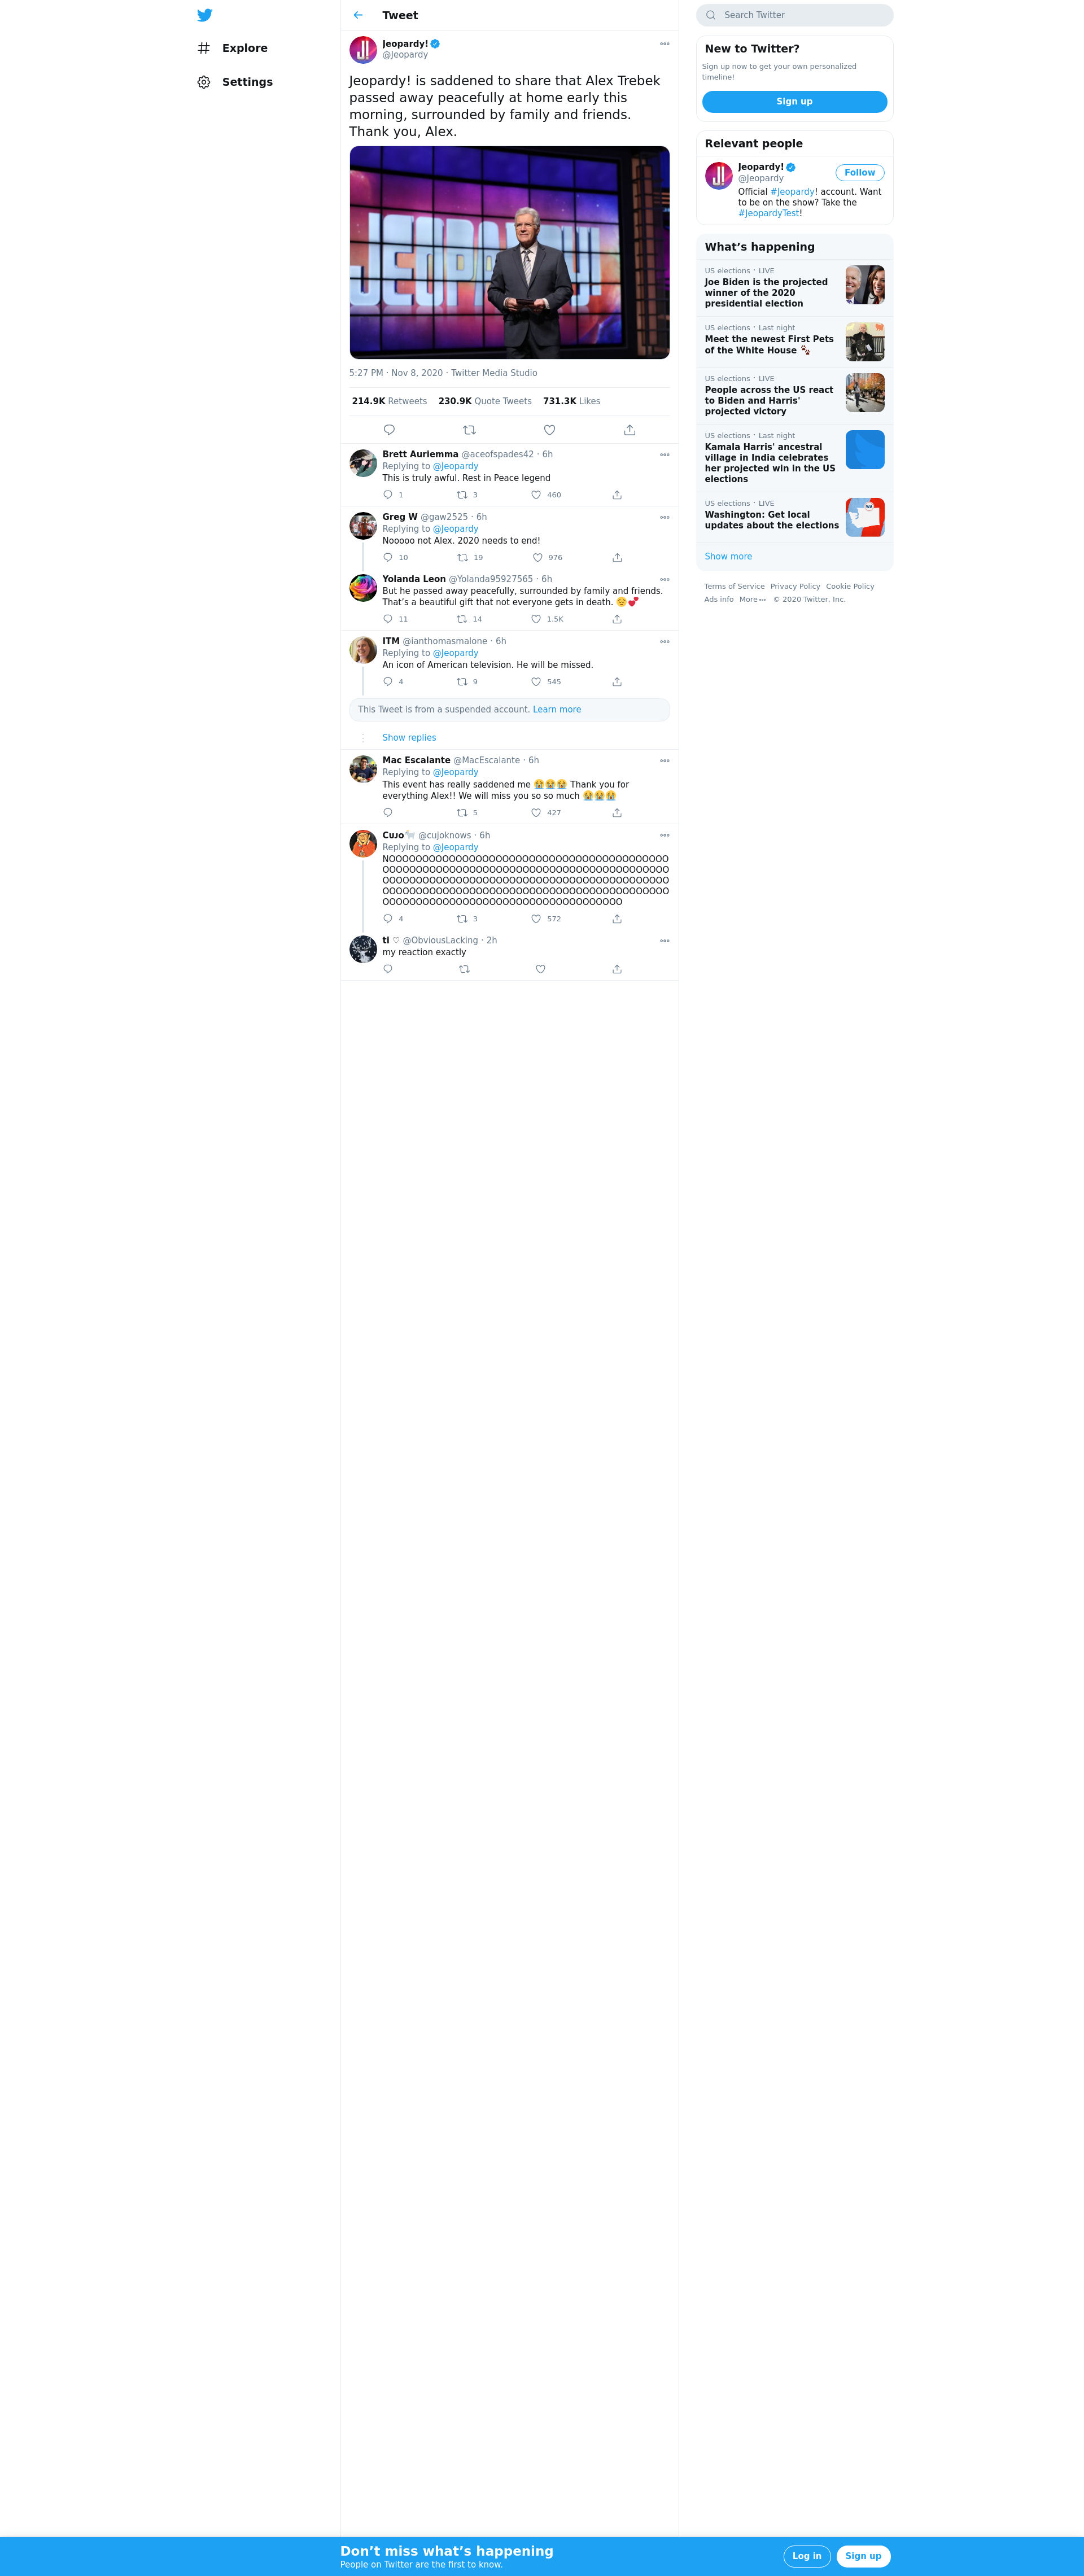 Explore
Settings
Tweet
Jeopardy!
@Jeopardy
Jeopardy! is saddened to share that Alex Trebek
passed away peacefully at home early this
morning, surrounded by family and friends.
Thank you, Alex.
JEOPARDY
5:27 PM · Nov 8, 2020 · Twitter Media Studio
214.9K Retweets 230.9K Quote Tweets 731.3K Likes
Brett Auriemma @aceofspades42 · 6h
Replying to @Jeopardy
This is truly awful. Rest in Peace legend
1 3 460
Greg W @gaw2525 · 6h
Replying to @Jeopardy
Nooooo not Alex. 2020 needs to end!
10 19 976
Yolanda Leon @Yolanda95927565 · 6h
But he passed away peacefully, surrounded by family and friends.
That’s a beautiful gift that not everyone gets in death. 😌💕
11 14 1.5K
ITM @ianthomasmalone · 6h
Replying to @Jeopardy
An icon of American television. He will be missed.
4 9 545
This Tweet is from a suspended account. Learn more
Show replies
Mac Escalante @MacEscalante · 6h
Replying to @Jeopardy
This event has really saddened me 😭😭😭 Thank you for
everything Alex!! We will miss you so so much 😭😭😭
5 427
Cᴜᴊo🐩 @cujoknows · 6h
Replying to @Jeopardy
NOOOOOOOOOOOOOOOOOOOOOOOOOOOOOOOOOOOOOOOOOO
OOOOOOOOOOOOOOOOOOOOOOOOOOOOOOOOOOOOOOOOOOO
OOOOOOOOOOOOOOOOOOOOOOOOOOOOOOOOOOOOOOOOOOO
OOOOOOOOOOOOOOOOOOOOOOOOOOOOOOOOOOOOOOOOOOO
OOOOOOOOOOOOOOOOOOOOOOOOOOOOOOOOOOOO
4 3 572
ti ♡ @ObviousLacking · 2h
my reaction exactly
Search Twitter
New to Twitter?
Sign up now to get your own personalized
timeline!
Sign up
Relevant people
Jeopardy!
@Jeopardy
Follow
Official #Jeopardy! account. Want
to be on the show? Take the
#JeopardyTest!
What’s happening
US elections · LIVE
Joe Biden is the projected
winner of the 2020
presidential election
US elections · Last night
Meet the newest First Pets
of the White House 🐾
US elections · LIVE
People across the US react
to Biden and Harris'
projected victory
US elections · Last night
Kamala Harris' ancestral
village in India celebrates
her projected win in the US
elections
US elections · LIVE
Washington: Get local
updates about the elections
Show more
Terms of Service Privacy Policy Cookie Policy
Ads info More © 2020 Twitter, Inc.
Don’t miss what’s happening
People on Twitter are the first to know.
Log in
Sign up